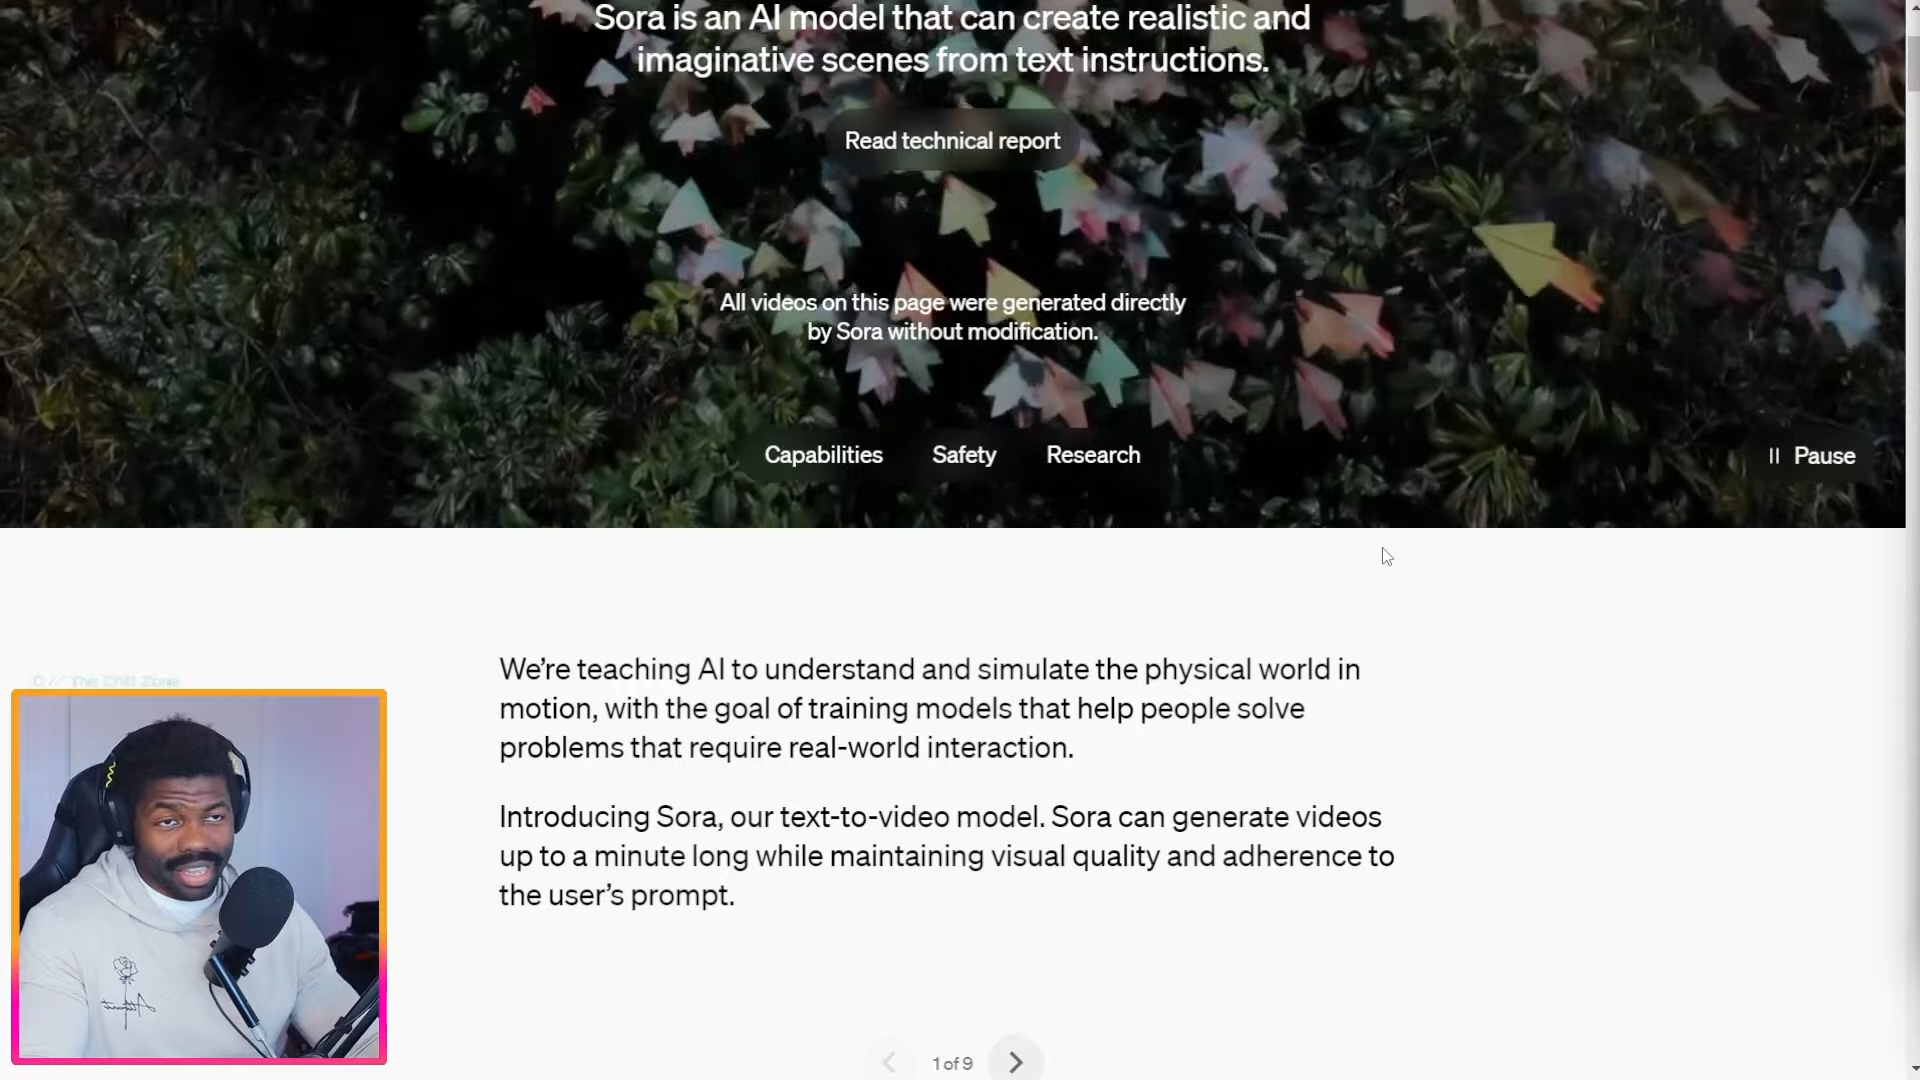 Sora is an AI model that can create realistic and
imaginative scenes from text instructions.
Read technical report
All videos on this page were generated directly
by Sora without modification.
Capabilities Safety Research
Pause
We’re teaching AI to understand and simulate the physical world in
motion, with the goal of training models that help people solve
problems that require real-world interaction.
Introducing Sora, our text-to-video model. Sora can generate videos
up to a minute long while maintaining visual quality and adherence to
the user’s prompt.
// The Chill Zone
1 of 9